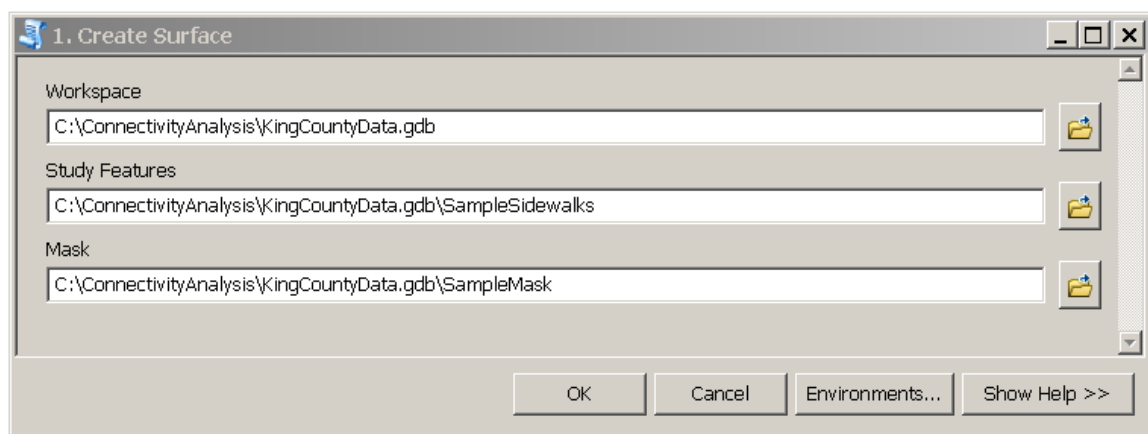 1. Create Surface
Workspace
C:\ConnectivityAnalysis\KingCountyData.gdb
Study Features
C:\ConnectivityAnalysis\KingCountyData.gdb\SampleSidewalks
Mask
C:\ConnectivityAnalysis\KingCountyData.gdb\SampleMask
OK Cancel Environments... Show Help >>